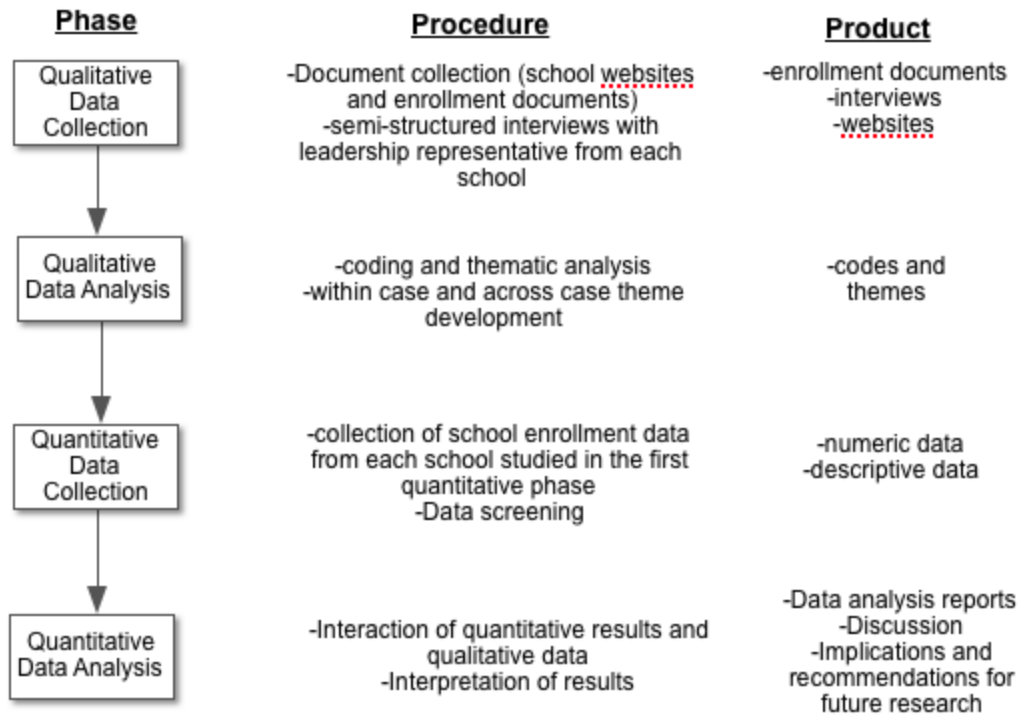 Phase
Procedure
Product
Qualitative
Data
Collection
-Document collection (school websites
and enrollment documents)
-semi-structured interviews with
leadership representative from each
school
-enrollment documents
-interviews
-websites
Qualitative
Data Analysis
-coding and thematic analysis
-within case and across case theme
development
-codes and
themes
Quantitative
Data
Collection
-collection of school enrollment data
from each school studied in the first
quantitative phase
-Data screening
-numeric data
-descriptive data
Quantitative
Data Analysis
-Interaction of quantitative results and
qualitative data
-Interpretation of results
-Data analysis reports
-Discussion
-Implications and
recommendations for
future research